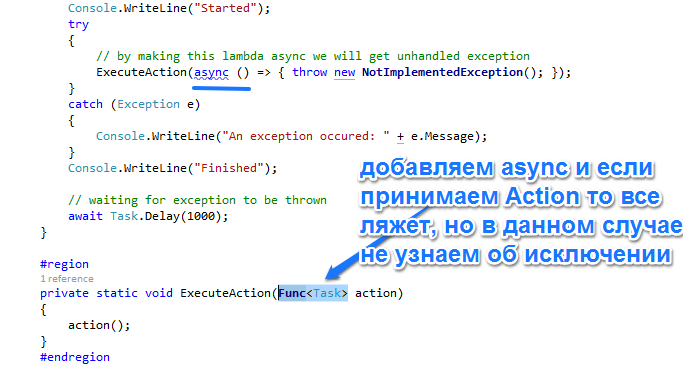 Console.WriteLine("Started");
try
{
// by making this lambda async we will get unhandled exception
ExecuteAction(async () => { throw new NotImplementedException(); });
}
catch (Exception e)
{
Console.WriteLine("An exception occured: " + e.Message);
}
Console.WriteLine("Finished");
// waiting for exception to be thrown
await Task.Delay(1000);
}
добавляем async и если
принимаем Action то все
ляжет, но в данном случае
не узнаем об исключении
#region
1 reference
private static void ExecuteAction(Func<Task> action)
{
action();
}
#endregion